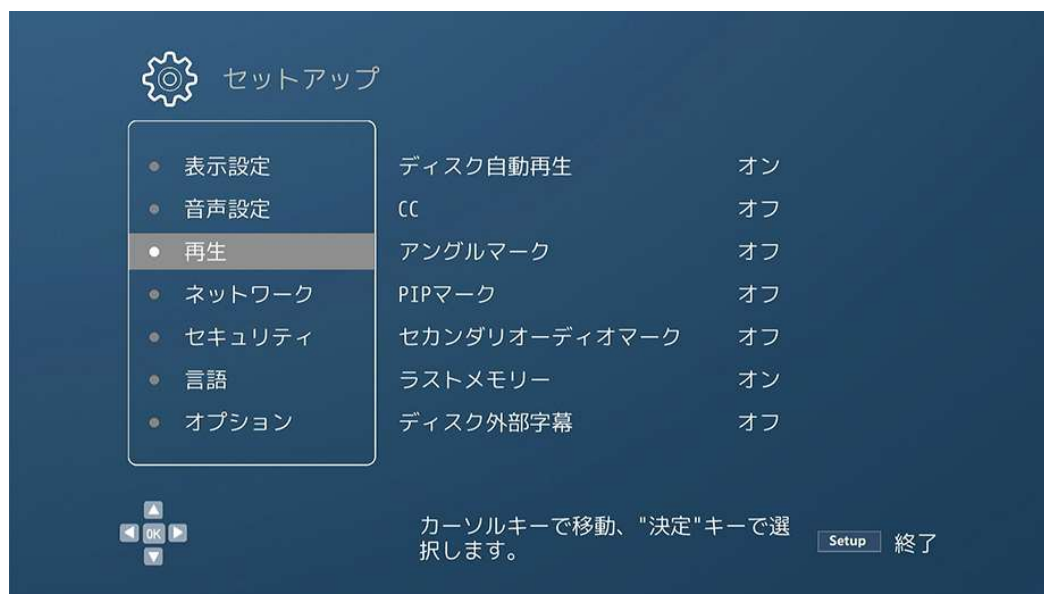 セットアップ
表示設定 ディスク自動再生 オン
音声設定 CC オフ
再生 アングルマーク オフ
ネットワーク PIPマーク オフ
セキュリティ セカンダリオーディオマーク オフ
言語 ラストメモリー オン
オプション ディスク外部字幕 オフ
OK
カーソルキーで移動、"決定"キーで選
択します。
Setup 終了